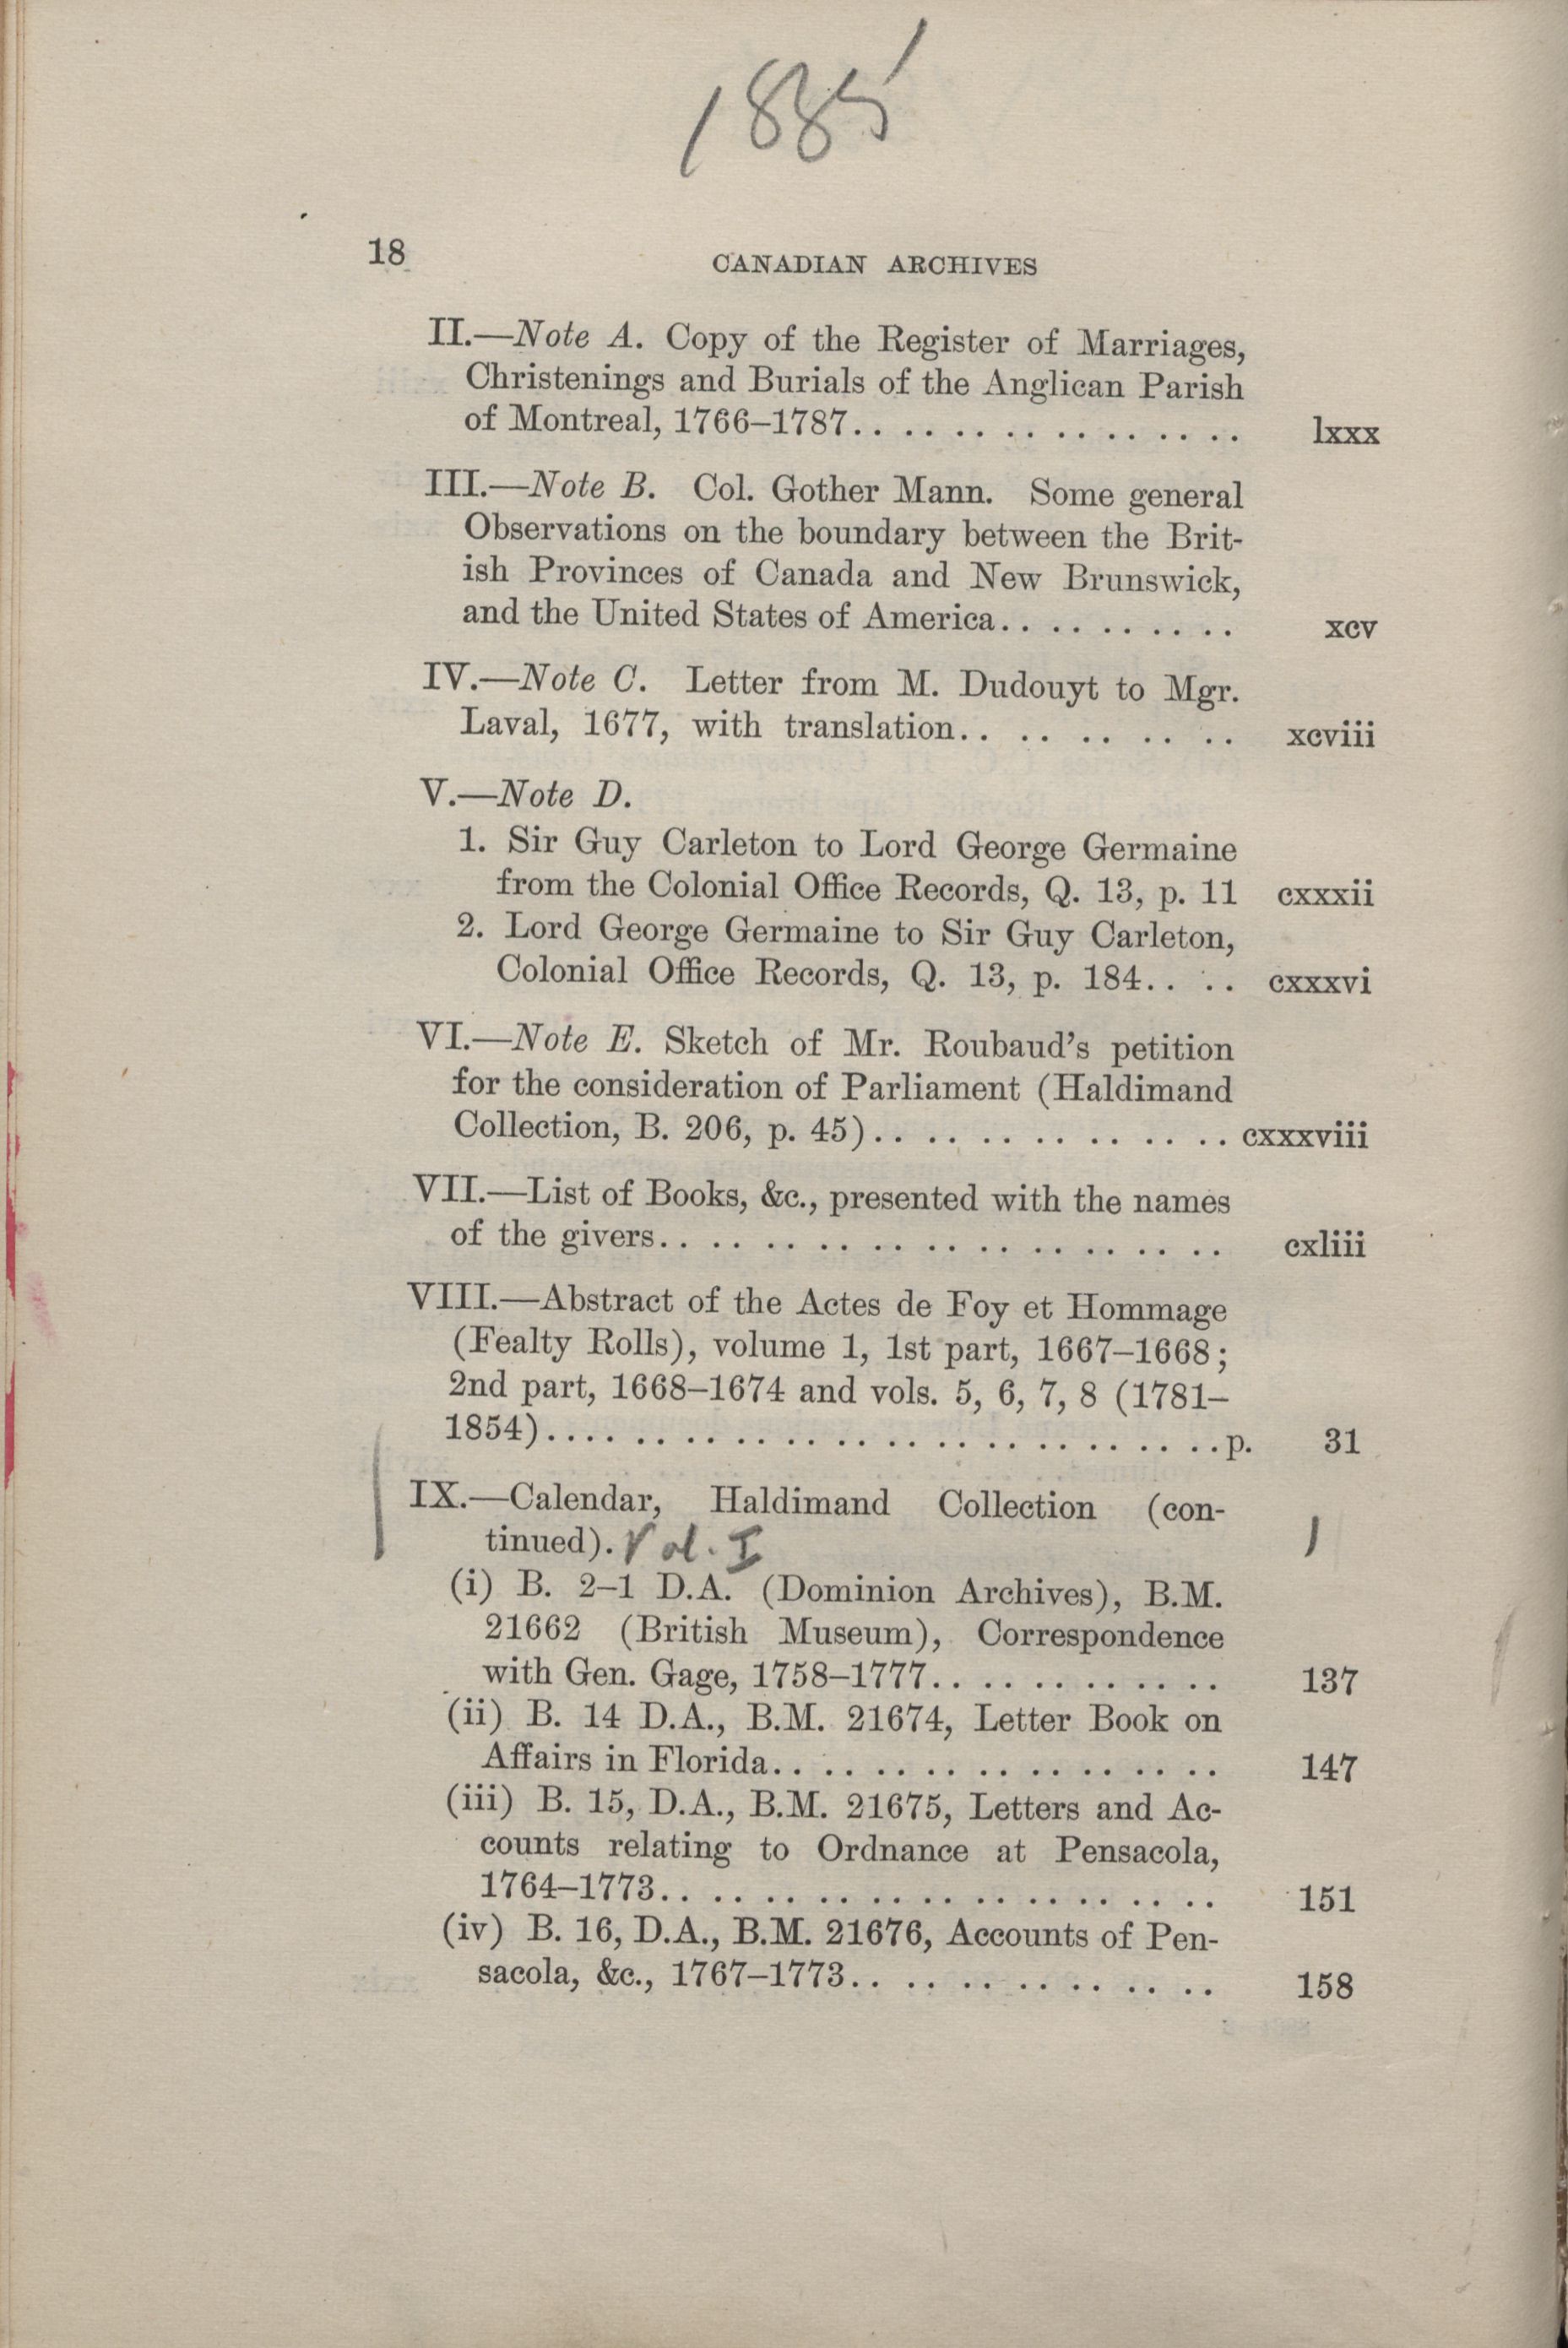 1885
18
CANADIAN ARCHIVES
II.—Note A. Copy of the Register of Marriages,
Christenings and Burials of the Anglican Parish
of Montreal, 1766–1787.. .. .. .. .. .. .. .. lxxx
III.—Note B. Col. Gother Mann. Some general
Observations on the boundary between the Brit-
ish Provinces of Canada and New Brunswick,
and the United States of America.. .. .. .. .. xcv
IV.—Note C. Letter from M. Dudouyt to Mgr.
Laval, 1677, with translation.. .. .. .. .. .. xcviii
V.—Note D.
1. Sir Guy Carleton to Lord George Germaine
from the Colonial Office Records, Q. 13, p. 11 cxxxii
2. Lord George Germaine to Sir Guy Carleton,
Colonial Office Records, Q. 13, p. 184.. .. cxxxvi
VI.—Note E. Sketch of Mr. Roubaud's petition
for the consideration of Parliament (Haldimand
Collection, B. 206, p. 45).. .. .. .. .. .. .. cxxxviii
VII.—List of Books, &c., presented with the names
of the givers.. .. .. .. .. .. .. .. .. .. .. cxliii
VIII.—Abstract of the Actes de Foy et Hommage
(Fealty Rolls), volume 1, 1st part, 1667–1668;
2nd part, 1668–1674 and vols. 5, 6, 7, 8 (1781–
1854).... .. .. .. .. .. .. .. .. .. .. .. ..p. 31
IX.—Calendar, Haldimand Collection (con-
tinued). Vol. I
(i) B. 2–1 D.A. (Dominion Archives), B.M.
21662 (British Museum), Correspondence
with Gen. Gage, 1758–1777.. .. .. .. .. .. 137
(ii) B. 14 D.A., B.M. 21674, Letter Book on
Affairs in Florida.. .. .. .. .. .. .. .. .. 147
(iii) B. 15, D.A., B.M. 21675, Letters and Ac-
counts relating to Ordnance at Pensacola,
1764–1773.. .. .. .. .. .. .. .. .. .. .. 151
(iv) B. 16, D.A., B.M. 21676, Accounts of Pen-
sacola, &c., 1767–1773.. .. .. .. .. .. .. 158